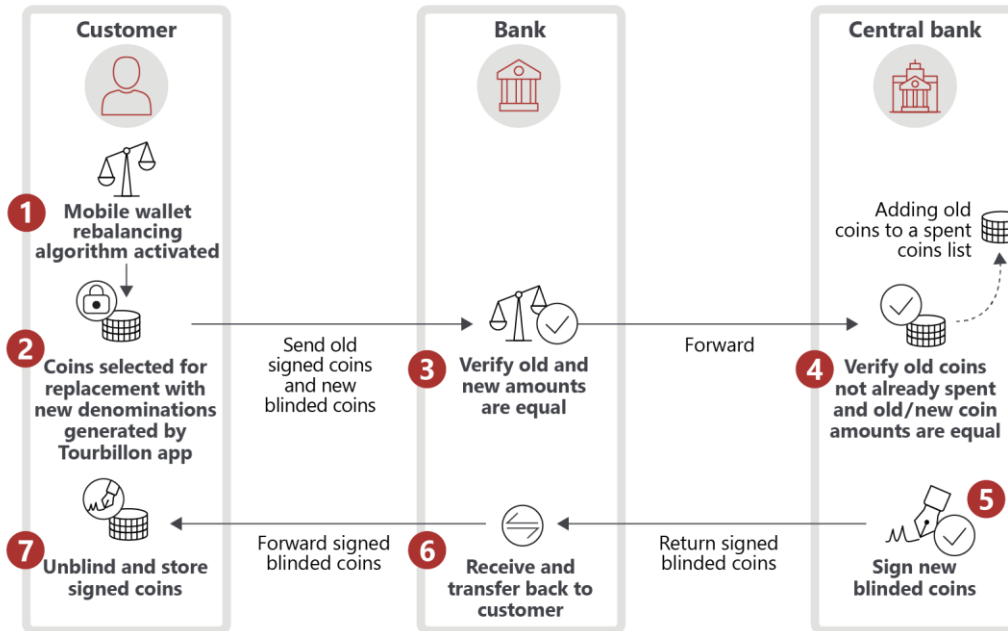 Customer
Bank
Central bank
1
Mobile wallet
rebalancing
algorithm activated
Adding old
coins to a spent
coins list
2
Coins selected for
replacement with
new denominations
generated by
Tourbillon app
Send old
signed coins
and new
blinded coins
3
Verify old and
new amounts
are equal
Forward
4
Verify old coins
not already spent
and old/new coin
amounts are equal
5
Sign new
blinded coins
Return signed
blinded coins
6
Receive and
transfer back to
customer
Forward signed
blinded coins
7
Unblind and store
signed coins